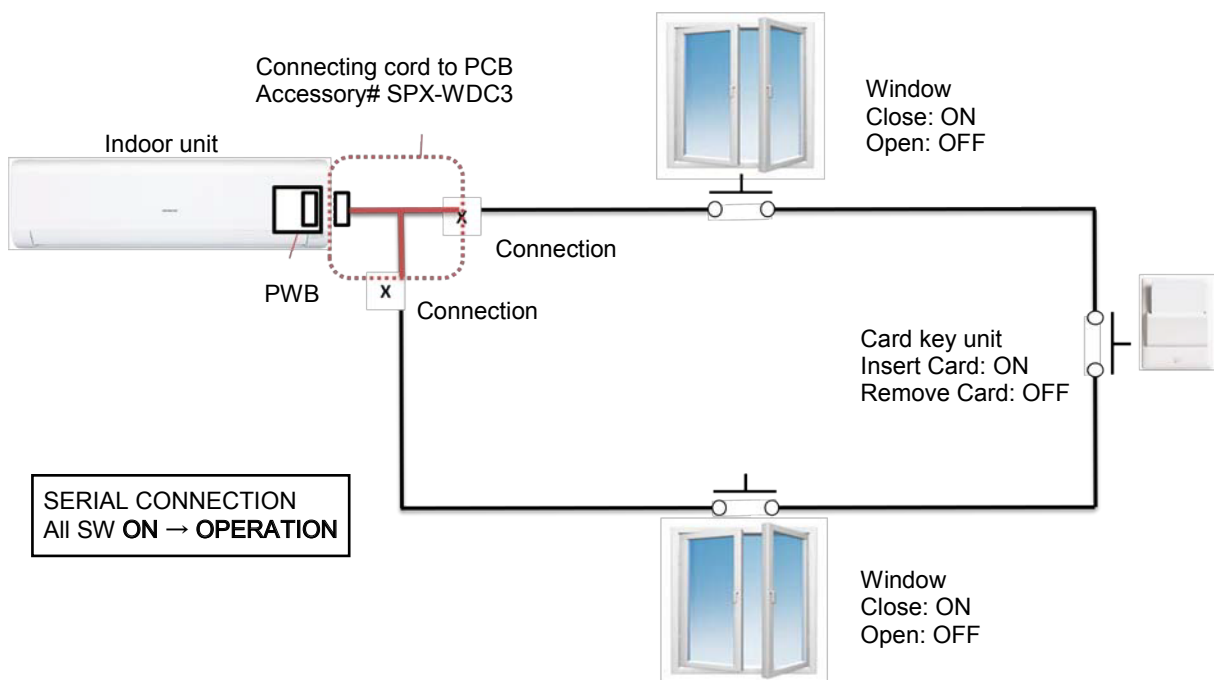 Connecting cord to PCB
Accessory# SPX-WDC3
Indoor unit
PWB
X
Connection
X
Connection
Window
Close: ON
Open: OFF
Card key unit
Insert Card: ON
Remove Card: OFF
SERIAL CONNECTION
All SW ON → OPERATION
Window
Close: ON
Open: OFF